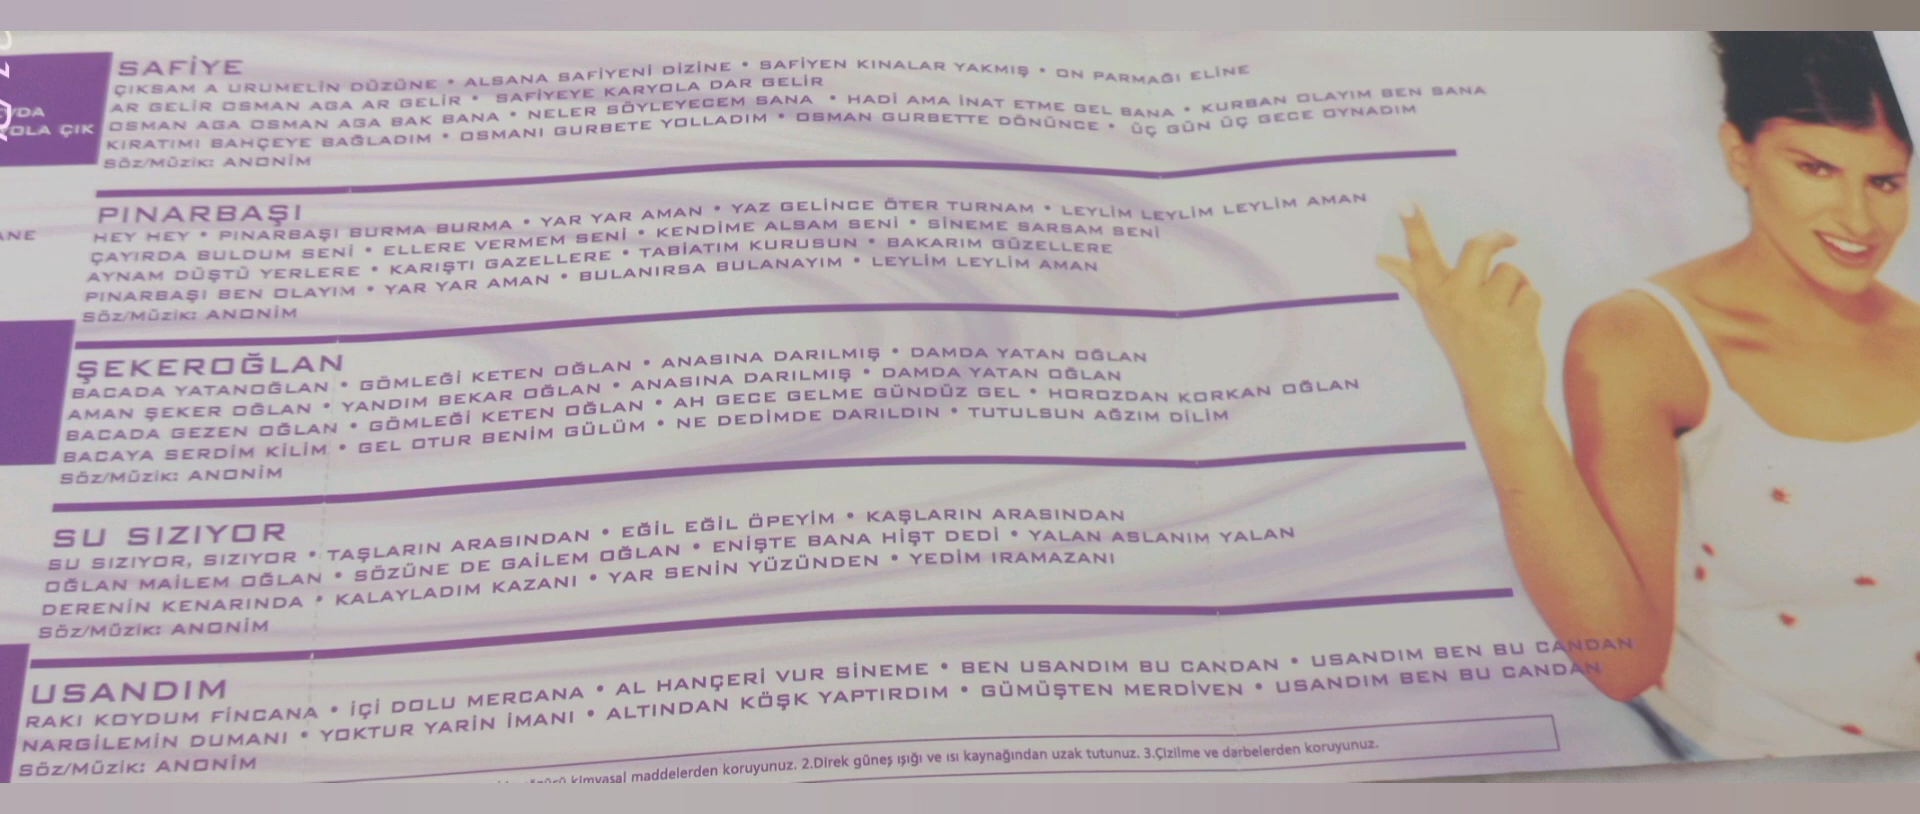 SAFİYE
ÇIKSAM A URUMELİN DÜZÜNE • ALSANA SAFİYENİ DİZİNE • SAFİYEN KINALAR YAKMIŞ • ON PARMAĞI ELİNE
AR GELİR OSMAN AGA AR GELİR • SAFİYEYE KARYOLA DAR GELİR
OSMAN AGA OSMAN AGA BAK BANA • NELER SÖYLEYECEM SANA • HADİ AMA İNAT ETME GEL BANA • KURBAN OLAYIM BEN SANA
KIRATIMI BAHÇEYE BAĞLADIM • OSMANI GURBETE YOLLADIM • OSMAN GURBETTE DÖNÜNCE • ÜÇ GÜN ÜÇ GECE OYNADIM
SÖZ/MÜZİK: ANONİM
PINARBAŞI
HEY HEY • PINARBAŞI BURMA BURMA • YAR YAR AMAN • YAZ GELİNCE ÖTER TURNAM • LEYLİM LEYLİM LEYLİM AMAN
ÇAYIRDA BULDUM SENİ • ELLERE VERMEM SENİ • KENDİME ALSAM SENİ • SİNEME SARSAM SENİ
AYNAM DÜŞTÜ YERLERE • KARIŞTI GAZELLERE • TABİATIM KURUSUN • BAKARIM GÜZELLERE
PINARBAŞI BEN OLAYIM • YAR YAR AMAN • BULANIRSA BULANAYIM • LEYLİM LEYLİM AMAN
SÖZ/MÜZİK: ANONİM
ŞEKEROĞLAN
BACADA YATANOĞLAN • GÖMLEĞİ KETEN OĞLAN • ANASINA DARILMIŞ • DAMDA YATAN OĞLAN
AMAN ŞEKER OĞLAN • YANDIM BEKAR OĞLAN • ANASINA DARILMIŞ • DAMDA YATAN OĞLAN
BACADA GEZEN OĞLAN • GÖMLEĞİ KETEN OĞLAN • AH GECE GELME GÜNDÜZ GEL • HOROZDAN KORKAN OĞLAN
BACAYA SERDİM KİLİM • GEL OTUR BENİM GÜLÜM • NE DEDİMDE DARILDIN • TUTULSUN AĞZIM DİLİM
SÖZ/MÜZİK: ANONİM
SU SIZIYOR
SU SIZIYOR, SIZIYOR • TAŞLARIN ARASINDAN • EĞİL EĞİL ÖPEYİM • KAŞLARIN ARASINDAN
OĞLAN MAİLEM OĞLAN • SÖZÜNE DE GAİLEM OĞLAN • ENİŞTE BANA HİŞT DEDİ • YALAN ASLANIM YALAN
DERENİN KENARINDA • KALAYLADIM KAZANI • YAR SENİN YÜZÜNDEN • YEDİM IRAMAZANI
SÖZ/MÜZİK: ANONİM
USANDIM
RAKI KOYDUM FİNCANA • İÇİ DOLU MERCANA • AL HANÇERİ VUR SİNEME • BEN USANDIM BU CANDAN • USANDIM BEN BU CANDAN
NARGİLEMİN DUMANI • YOKTUR YARİN İMANI • ALTINDAN KÖŞK YAPTIRDIM • GÜMÜŞTEN MERDİVEN • USANDIM BEN BU CANDAN
SÖZ/MÜZİK: ANONİM
kimyasal maddelerden koruyunuz. 2.Direk güneş ışığı ve ısı kaynağından uzak tutunuz. 3.Çizilme ve darbelerden koruyunuz.